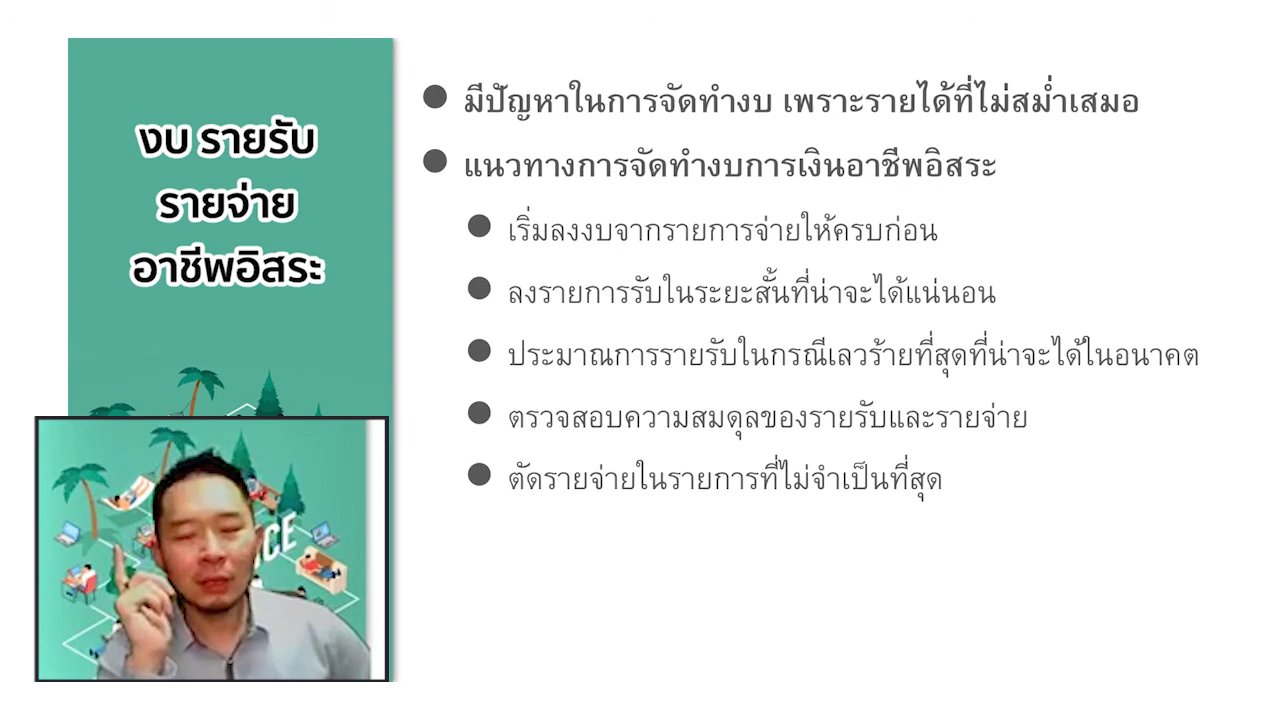 งบ รายรับ
รายจ่าย
อาชีพอิสระ
มีปัญหาในการจัดทำงบ เพราะรายได้ที่ไม่สม่ำเสมอ
แนวทางการจัดทำงบการเงินอาชีพอิสระ
เริ่มลงงบจากรายการจ่ายให้ครบก่อน
ลงรายการรับในระยะสั้นที่น่าจะได้แน่นอน
ประมาณการรายรับในกรณีเลวร้ายที่สุดที่น่าจะได้ในอนาคต
ตรวจสอบความสมดุลของรายรับและรายจ่าย
ตัดรายจ่ายในรายการที่ไม่จำเป็นที่สุด